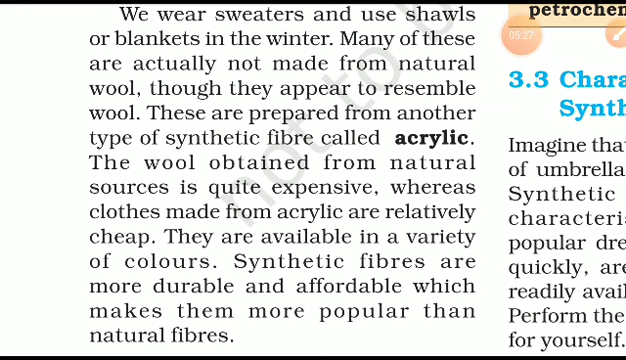 We wear sweaters and use shawls
or blankets in the winter. Many of these
are actually not made from natural
wool, though they appear to resemble
wool. These are prepared from another
type of synthetic fibre called acrylic.
The wool obtained from natural
sources is quite expensive, whereas
clothes made from acrylic are relatively
cheap. They are available in a variety
of colours. Synthetic fibres are
more durable and affordable which
makes them more popular than
natural fibres.
petrochem
05:27
3.3 Chara
Synth
Imagine that
of umbrella
Synthetic
characteris
popular dre
quickly, are
readily avail
Perform the
for yourself.
not to b